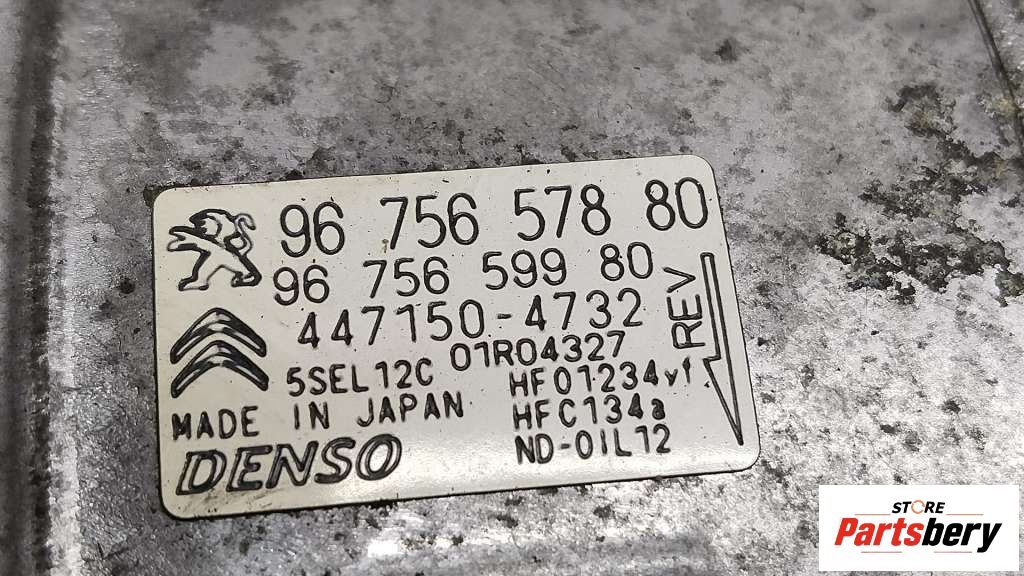 96 756 578 80
96 756 599 80
447150-4732
01R04327
REV
5SEL12C
HF01234yf
HFC134a
MADE IN JAPAN
ND-OIL12
DENSO
STORE
Partsbery